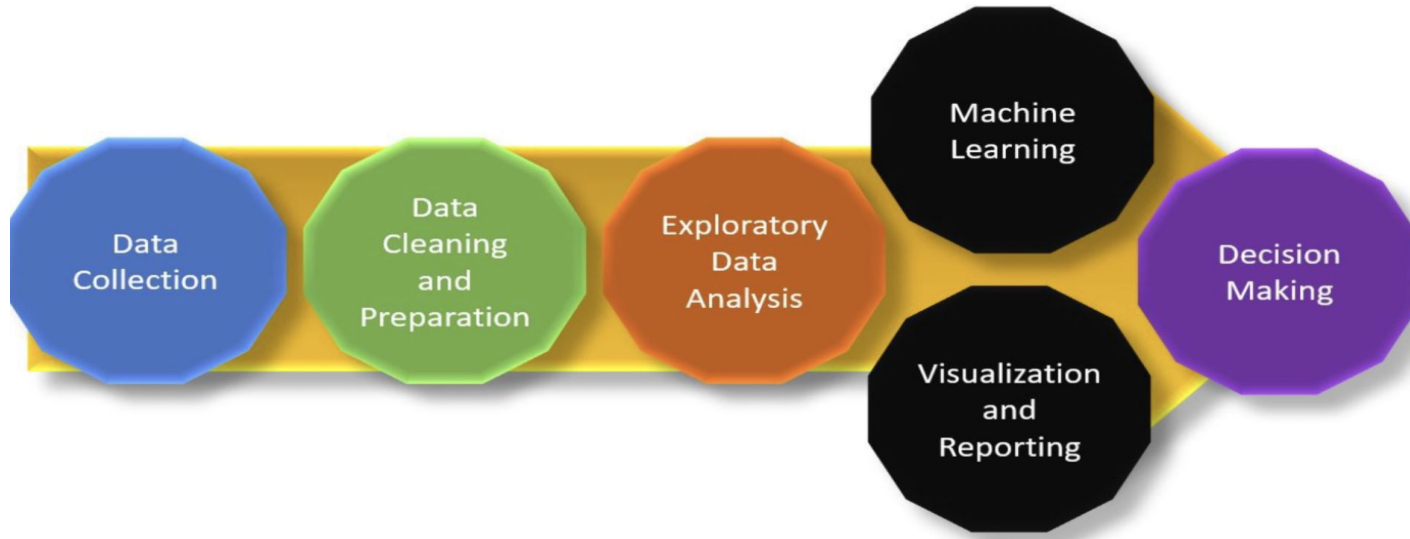 Data
Collection
Data
Cleaning
and
Preparation
Exploratory
Data
Analysis
Machine
Learning
Visualization
and
Reporting
Decision
Making